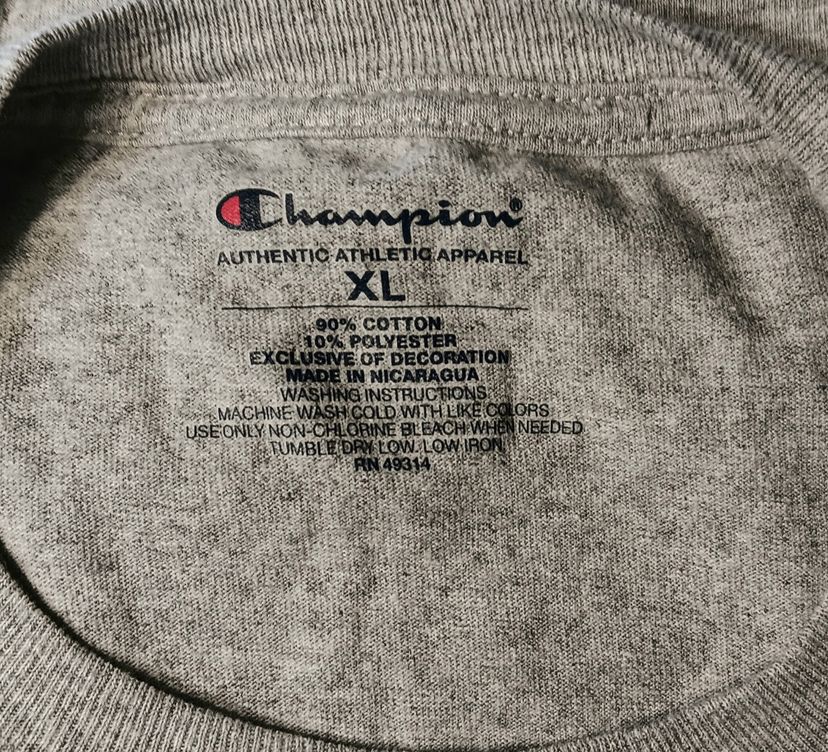 Champion®
AUTHENTIC ATHLETIC APPAREL
XL
90% COTTON
10% POLYESTER
EXCLUSIVE OF DECORATION
MADE IN NICARAGUA
WASHING INSTRUCTIONS
MACHINE WASH COLD WITH LIKE COLORS
USE ONLY NON-CHLORINE BLEACH WHEN NEEDED
TUMBLE DRY LOW. LOW IRON
RN 49314